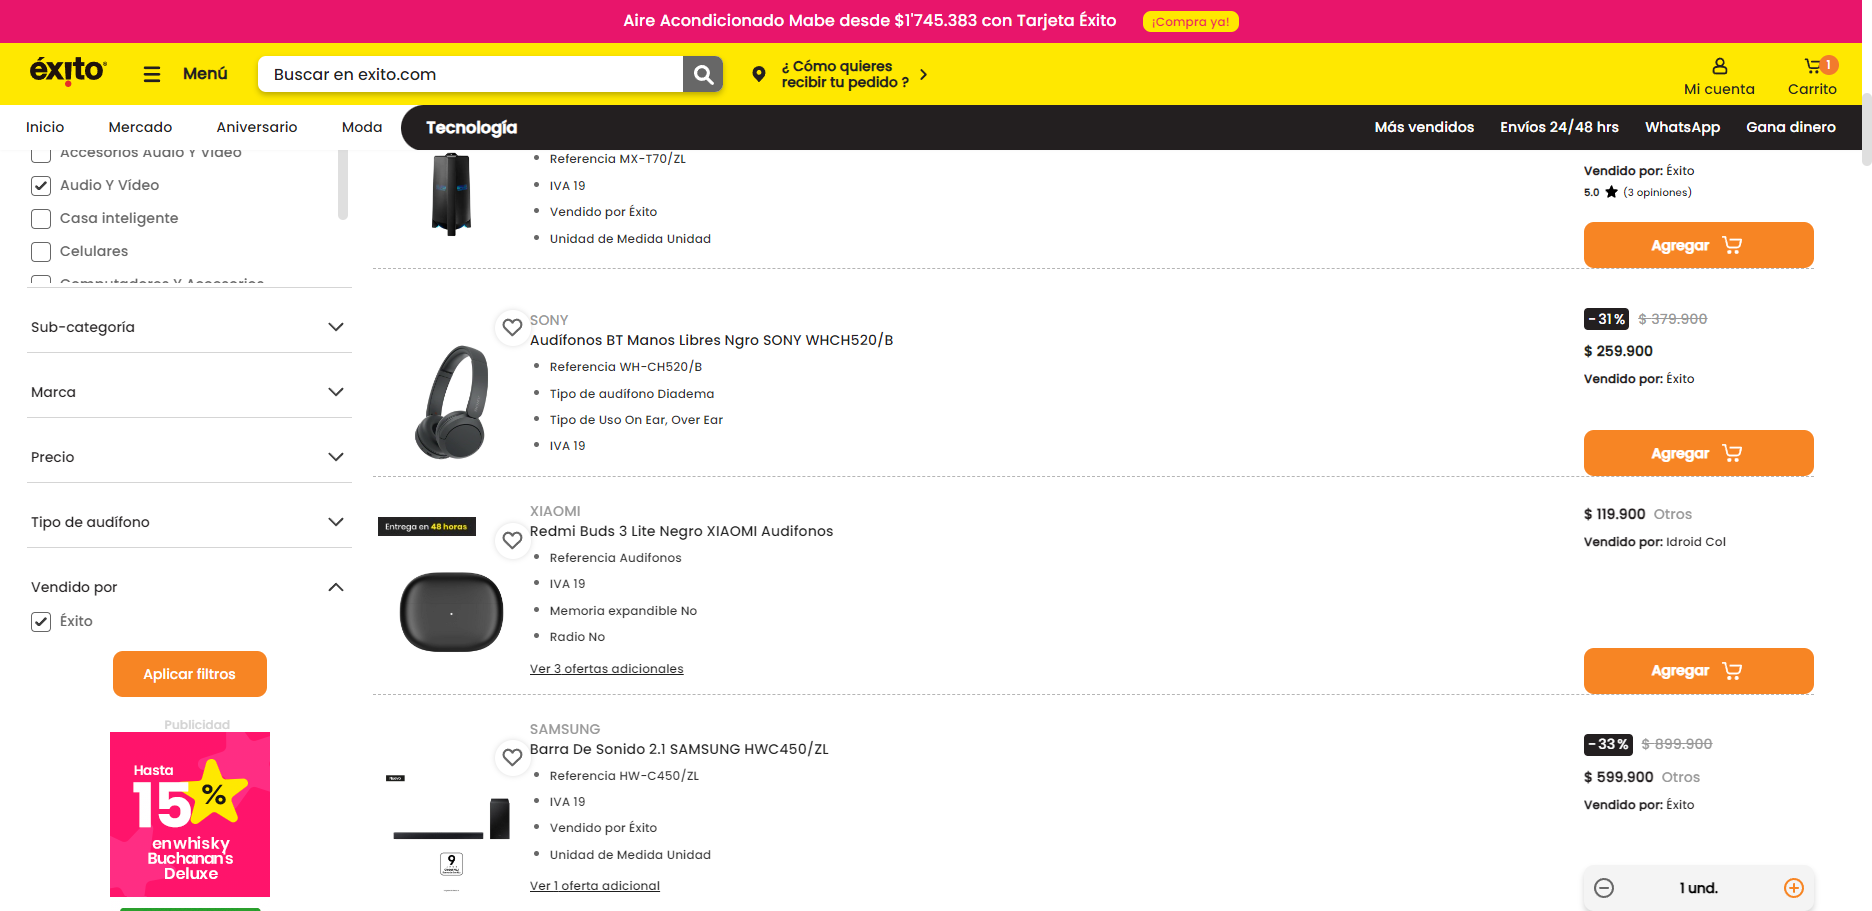 Aire Acondicionado Mabe desde $1'745.383 con Tarjeta Éxito ¡Compra ya!
éxito
Menú
Buscar en exito.com
¿ Cómo quieres
recibir tu pedido ?
Mi cuenta
1
Carrito
Inicio Mercado Aniversario Moda Tecnología Más vendidos Envíos 24/48 hrs WhatsApp Gana dinero
Accesorios Audio Y Video
Audio Y Vídeo
Casa inteligente
Celulares
Computadores Y Accesorios
Sub-categoría
Marca
Precio
Tipo de audífono
Vendido por
Éxito
Aplicar filtros
Publicidad
Hasta
15%
en whisky
Buchanan's
Deluxe
Referencia MX-T70/ZL
IVA 19
Vendido por Éxito
Unidad de Medida Unidad
Vendido por: Éxito
5.0 (3 opiniones)
Agregar
SONY
Audífonos BT Manos Libres Ngro SONY WHCH520/B
Referencia WH-CH520/B
Tipo de audífono Diadema
Tipo de Uso On Ear, Over Ear
IVA 19
-31% $ 379.900
$ 259.900
Vendido por: Éxito
Agregar
Entrega en 48 horas
XIAOMI
Redmi Buds 3 Lite Negro XIAOMI Audifonos
Referencia Audifonos
IVA 19
Memoria expandible No
Radio No
Ver 3 ofertas adicionales
$ 119.900 Otros
Vendido por: Idroid Col
Agregar
SAMSUNG
Barra De Sonido 2.1 SAMSUNG HWC450/ZL
Referencia HW-C450/ZL
IVA 19
Vendido por Éxito
Unidad de Medida Unidad
Ver 1 oferta adicional
9
-33% $ 899.900
$ 599.900 Otros
Vendido por: Éxito
1 und.